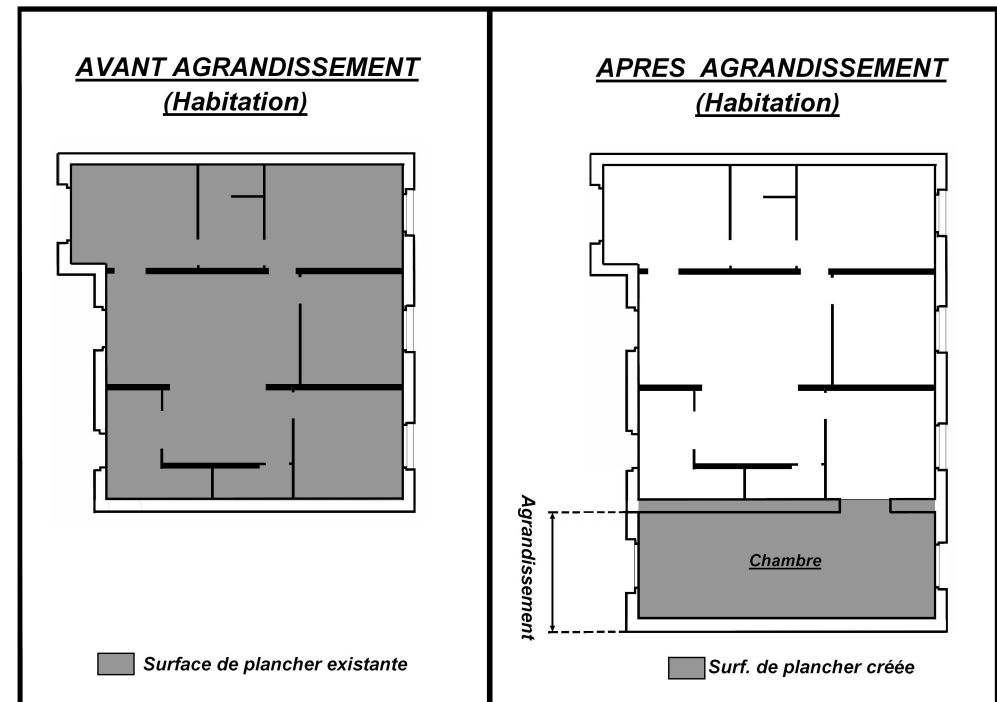 AVANT AGRANDISSEMENT
(Habitation)
Surface de plancher existante
APRES AGRANDISSEMENT
(Habitation)
Agrandissement
Chambre
Surf. de plancher créée